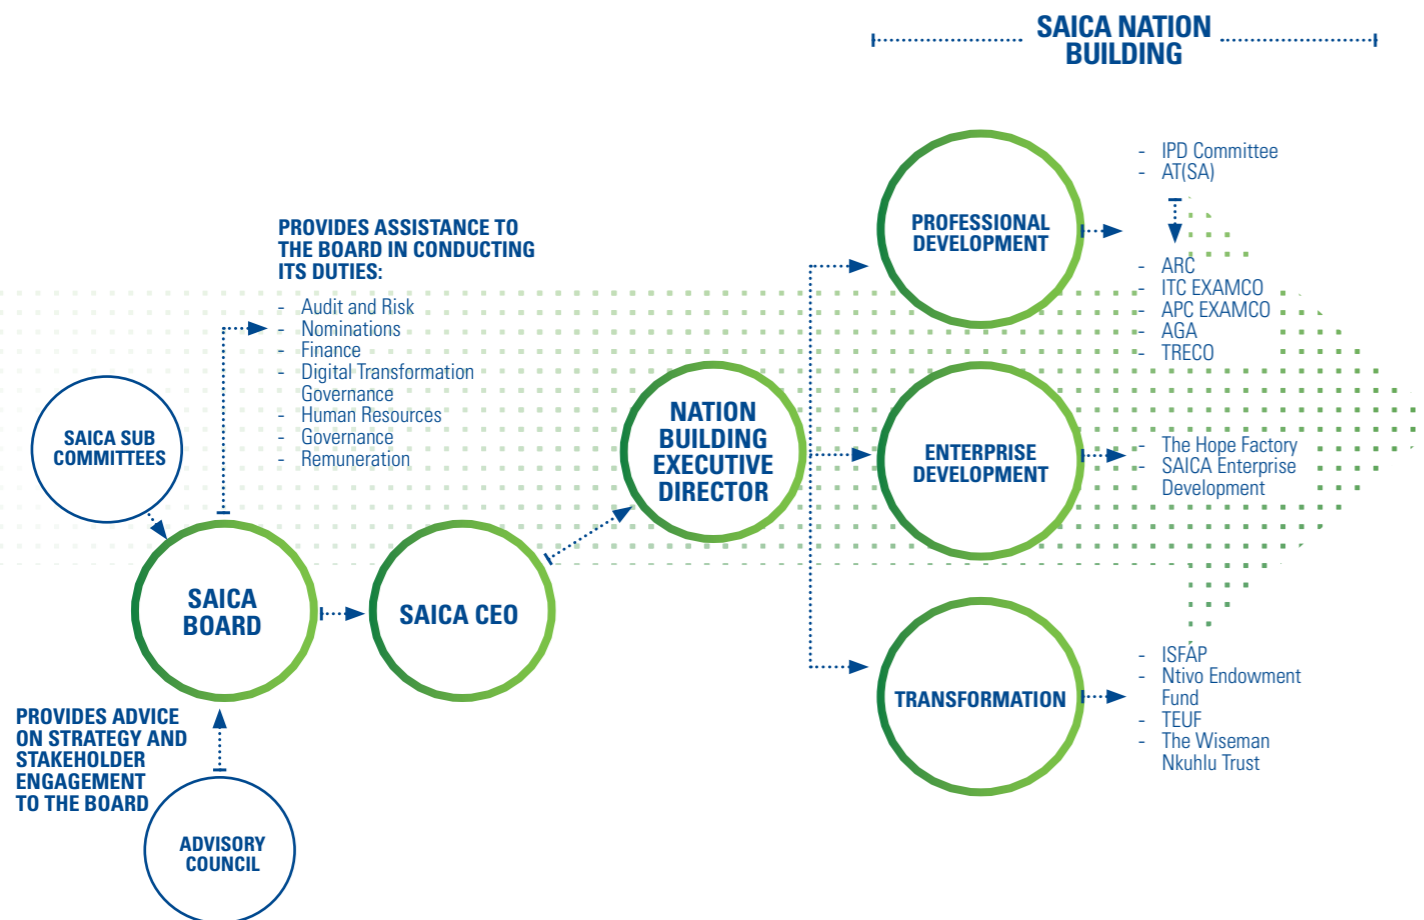 SAICA NATION
BUILDING
PROVIDES ASSISTANCE TO
THE BOARD IN CONDUCTING
ITS DUTIES:
- Audit and Risk
- Nominations
- Finance
- Digital Transformation
Governance
- Human Resources
- Governance
- Remuneration
SAICA SUB
COMMITTEES
SAICA
BOARD
SAICA CEO
PROVIDES ADVICE
ON STRATEGY AND
STAKEHOLDER
ENGAGEMENT
TO THE BOARD
ADVISORY
COUNCIL
NATION
BUILDING
EXECUTIVE
DIRECTOR
PROFESSIONAL
DEVELOPMENT
- IPD Committee
- AT(SA)
- ARC
- ITC EXAMCO
- APC EXAMCO
- AGA
- TRECO
ENTERPRISE
DEVELOPMENT
- The Hope Factory
- SAICA Enterprise
Development
TRANSFORMATION
- ISFAP
- Ntivo Endowment
Fund
- TEUF
- The Wiseman
Nkuhlu Trust